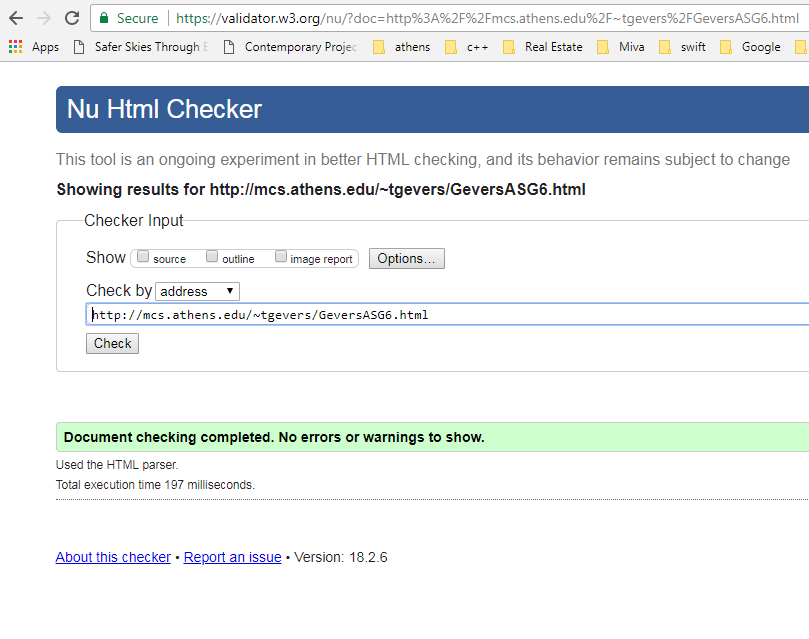 Secure https://validator.w3.org/nu/?doc=http%3A%2F%2Fmcs.athens.edu%2F~tgevers%2FGeversASG6.html
Apps Safer Skies Through Contemporary Proje athens c++ Real Estate Miva swift Google
Nu Html Checker
This tool is an ongoing experiment in better HTML checking, and its behavior remains subject to change
Showing results for http://mcs.athens.edu/~tgevers/GeversASG6.html
Checker Input
Show source outline image report Options...
Check by address
http://mcs.athens.edu/~tgevers/GeversASG6.html
Check
Document checking completed. No errors or warnings to show.
Used the HTML parser.
Total execution time 197 milliseconds.
About this checker • Report an issue • Version: 18.2.6